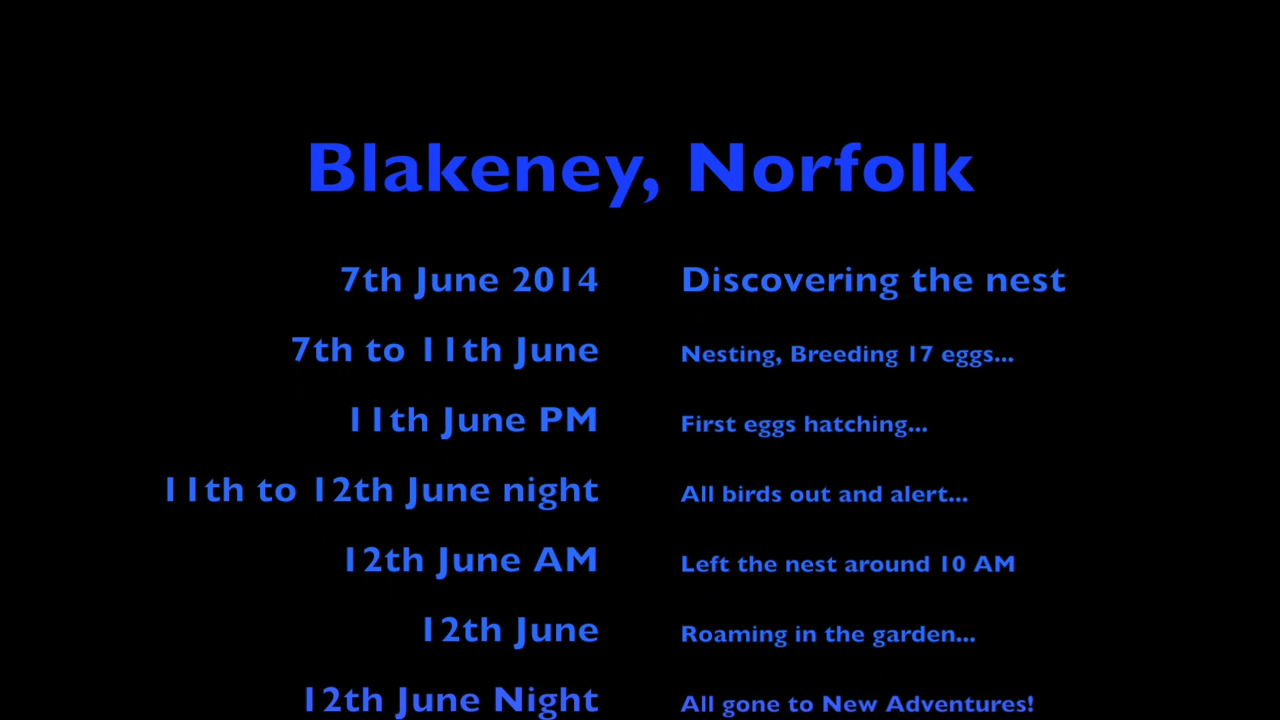 Blakeney, Norfolk
7th June 2014 Discovering the nest
7th to 11th June Nesting, Breeding 17 eggs...
11th June PM First eggs hatching...
11th to 12th June night All birds out and alert...
12th June AM Left the nest around 10 AM
12th June Roaming in the garden...
12th June Night All gone to New Adventures!